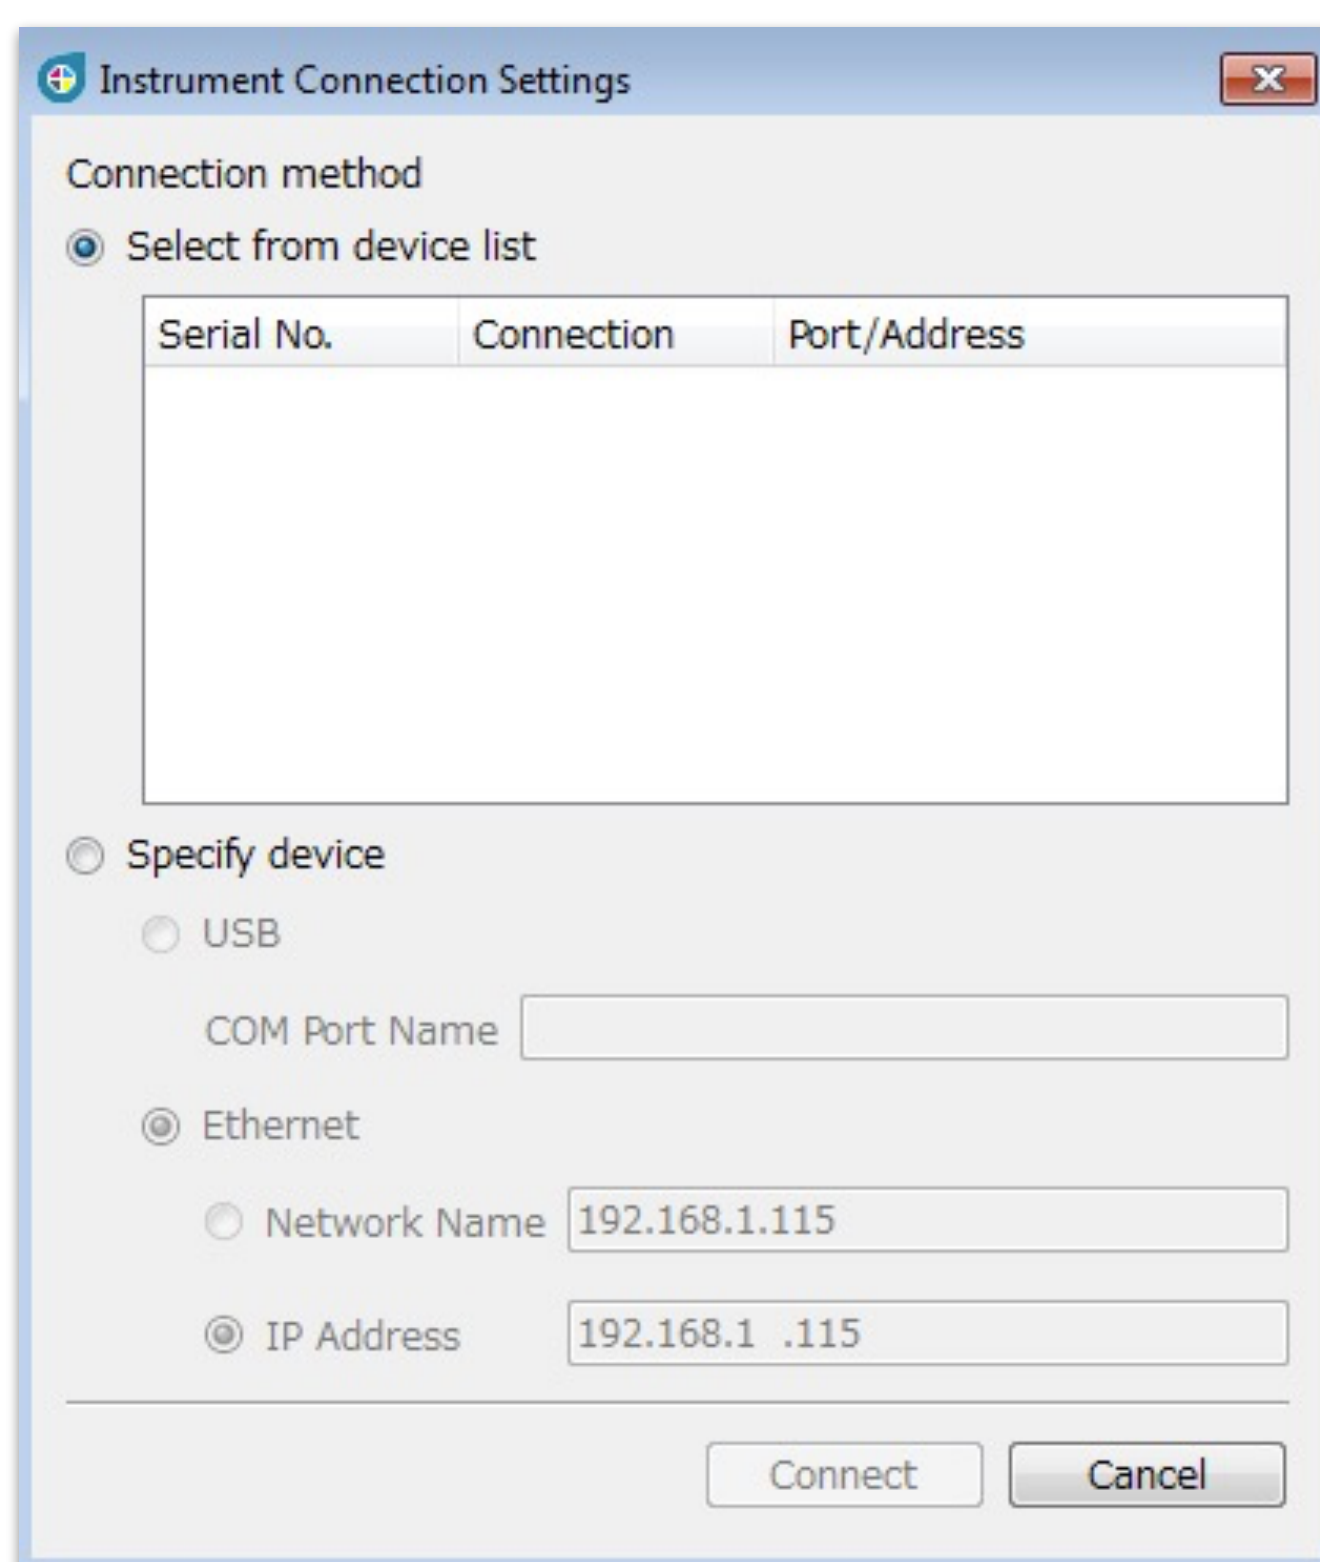 Instrument Connection Settings
Connection method
Select from device list
Serial No. Connection Port/Address
Specify device
USB
COM Port Name
Ethernet
Network Name 192.168.1.115
IP Address 192.168.1 .115
Connect Cancel